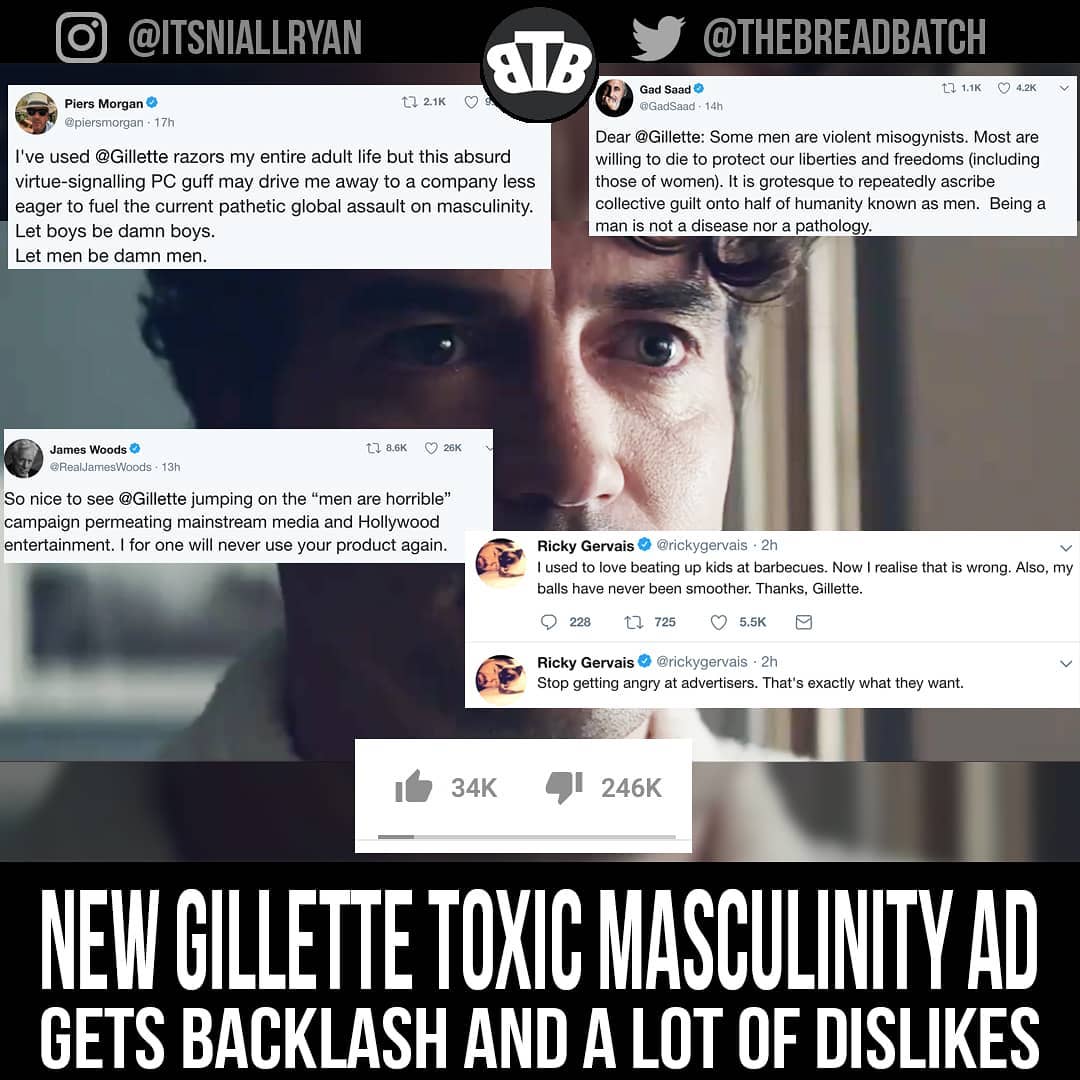 @ITSNIALLRYAN
BTB
@THEBREADBATCH
Piers Morgan
@piersmorgan · 17h
2.1K
I've used @Gillette razors my entire adult life but this absurd
virtue-signalling PC guff may drive me away to a company less
eager to fuel the current pathetic global assault on masculinity.
Let boys be damn boys.
Let men be damn men.
Gad Saad
@GadSaad · 14h
1.1K 4.2K
Dear @Gillette: Some men are violent misogynists. Most are
willing to die to protect our liberties and freedoms (including
those of women). It is grotesque to repeatedly ascribe
collective guilt onto half of humanity known as men. Being a
man is not a disease nor a pathology.
James Woods
@RealJamesWoods · 13h
8.6K 26K
So nice to see @Gillette jumping on the “men are horrible”
campaign permeating mainstream media and Hollywood
entertainment. I for one will never use your product again.
Ricky Gervais @rickygervais · 2h
I used to love beating up kids at barbecues. Now I realise that is wrong. Also, my
balls have never been smoother. Thanks, Gillette.
228 725 5.5K
Ricky Gervais @rickygervais · 2h
Stop getting angry at advertisers. That's exactly what they want.
34K 246K
NEW GILLETTE TOXIC MASCULINITY AD
GETS BACKLASH AND A LOT OF DISLIKES